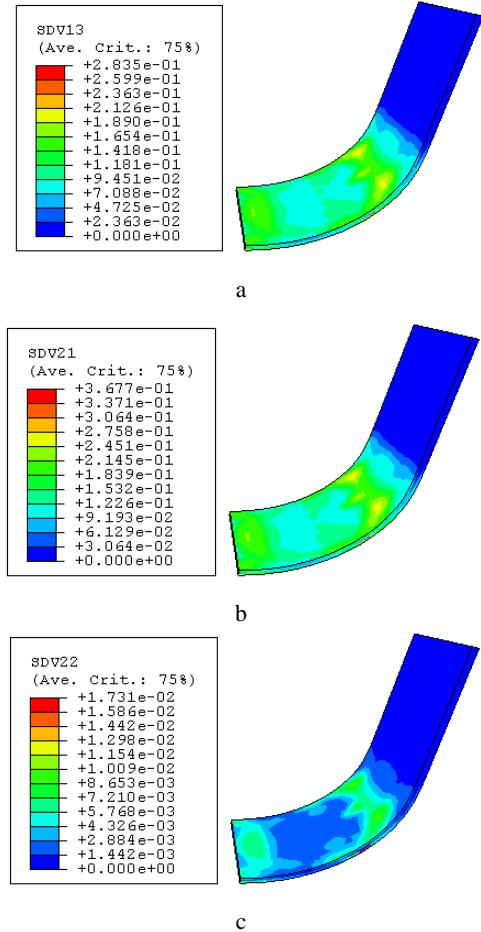 SDV13
(Ave. Crit.: 75%)
+2.835e-01
+2.599e-01
+2.363e-01
+2.126e-01
+1.890e-01
+1.654e-01
+1.418e-01
+1.181e-01
+9.451e-02
+7.088e-02
+4.725e-02
+2.363e-02
+0.000e+00
a
SDV21
(Ave. Crit.: 75%)
+3.677e-01
+3.371e-01
+3.064e-01
+2.758e-01
+2.451e-01
+2.145e-01
+1.839e-01
+1.532e-01
+1.226e-01
+9.193e-02
+6.129e-02
+3.064e-02
+0.000e+00
b
SDV22
(Ave. Crit.: 75%)
+1.731e-02
+1.586e-02
+1.442e-02
+1.298e-02
+1.154e-02
+1.009e-02
+8.653e-03
+7.210e-03
+5.768e-03
+4.326e-03
+2.884e-03
+1.442e-03
+0.000e+00
c